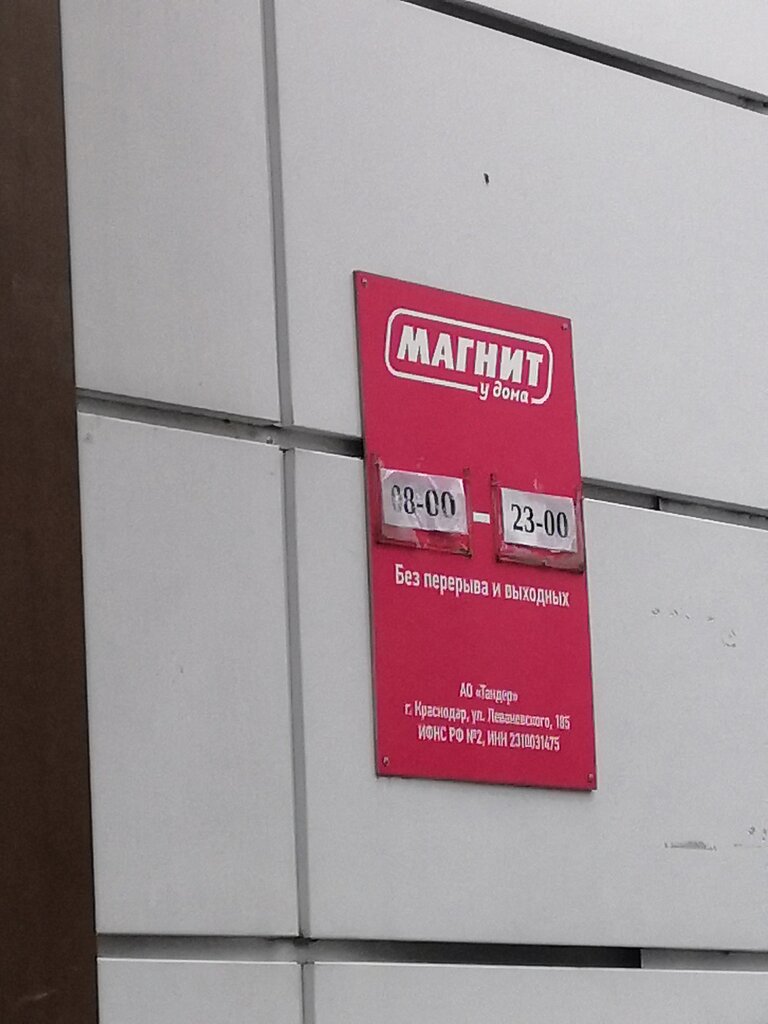 МАГНИТ
у дома
08-00 - 23-00
Без перерыва и выходных
АО «Тандер»
г. Краснодар, ул. Леваневского, 185
ИФНС РФ №2, ИНН 2310031475